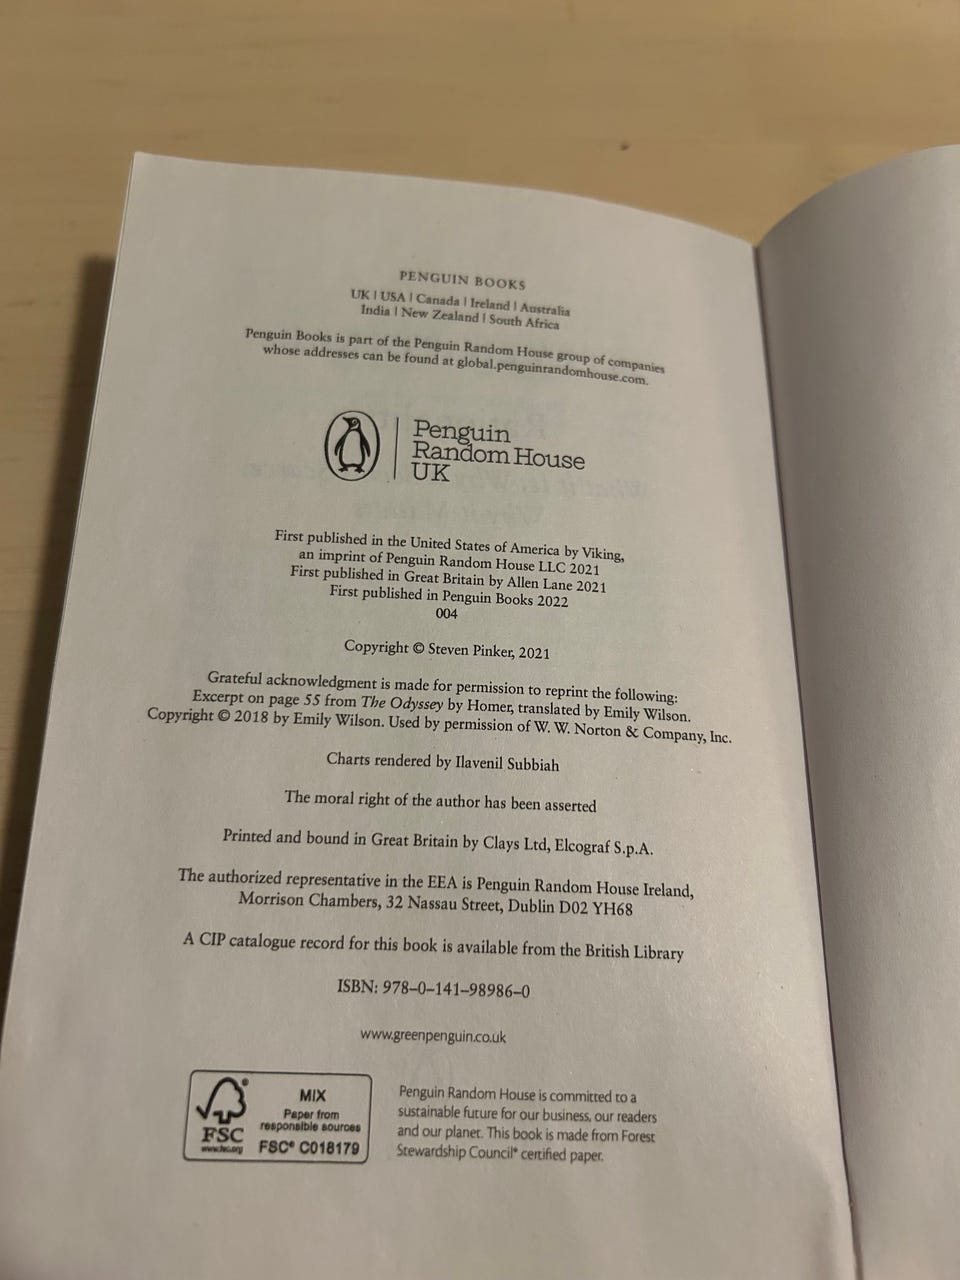 PENGUIN BOOKS
UK | USA | Canada | Ireland | Australia
India | New Zealand | South Africa
Penguin Books is part of the Penguin Random House group of companies
whose addresses can be found at global.penguinrandomhouse.com.
Penguin
Random House
UK
First published in the United States of America by Viking,
an imprint of Penguin Random House LLC 2021
First published in Great Britain by Allen Lane 2021
First published in Penguin Books 2022
004
Copyright © Steven Pinker, 2021
Grateful acknowledgment is made for permission to reprint the following:
Excerpt on page 55 from The Odyssey by Homer, translated by Emily Wilson.
Copyright © 2018 by Emily Wilson. Used by permission of W. W. Norton & Company, Inc.
Charts rendered by Ilavenil Subbiah
The moral right of the author has been asserted
Printed and bound in Great Britain by Clays Ltd, Elcograf S.p.A.
The authorized representative in the EEA is Penguin Random House Ireland,
Morrison Chambers, 32 Nassau Street, Dublin D02 YH68
A CIP catalogue record for this book is available from the British Library
ISBN: 978–0–141–98986–0
www.greenpenguin.co.uk
FSC
www.fsc.org
MIX
Paper from
responsible sources
FSC® C018179
Penguin Random House is committed to a
sustainable future for our business, our readers
and our planet. This book is made from Forest
Stewardship Council® certified paper.